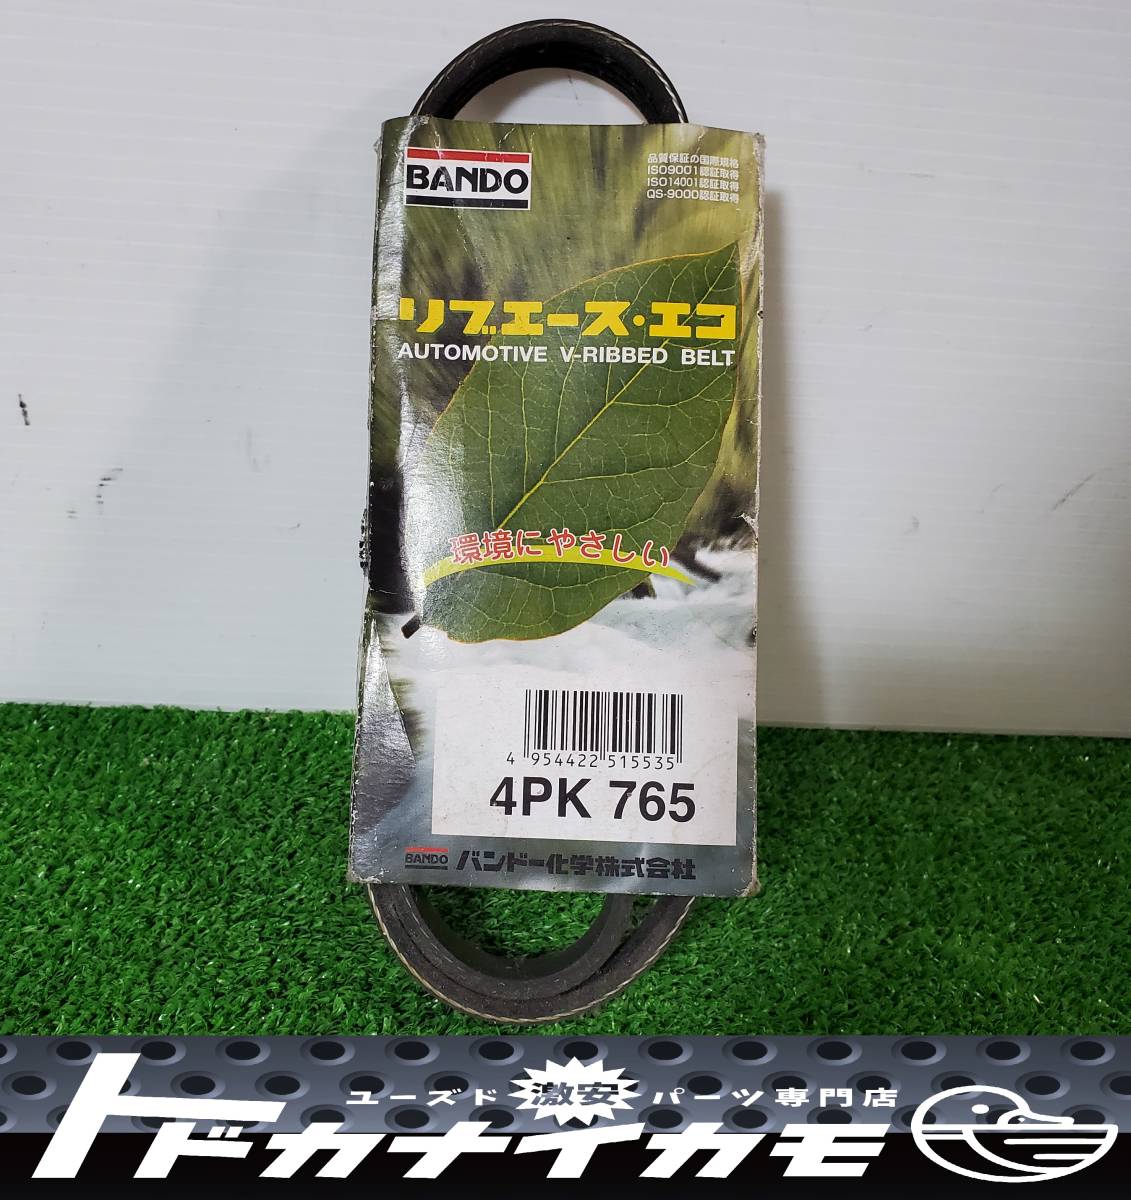 BANDO
品質保証の国際規格
ISO9001認証取得
ISO14001認証取得
QS-9000認証取得
リブエース・エコ
AUTOMOTIVE V-RIBBED BELT
環境にやさしい
4 954422 515535
4PK 765
BANDO バンドー化学株式会社
ユーズド 激安 パーツ専門店
トドカナイカモ